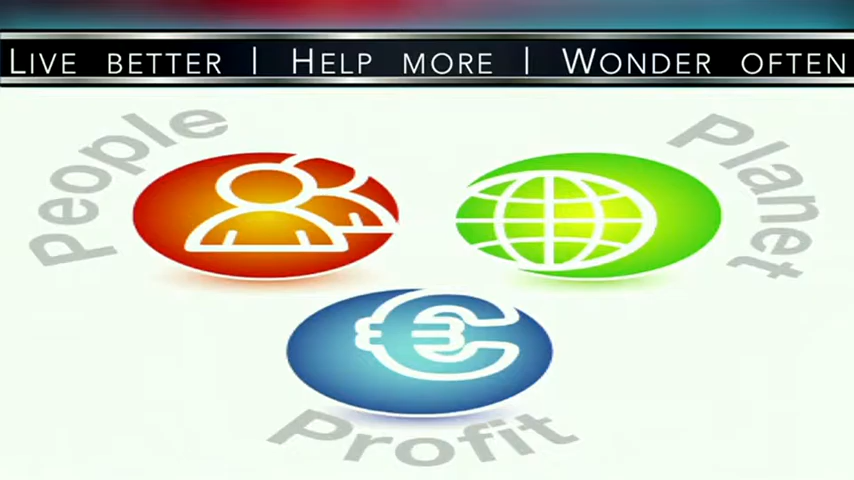 LIVE BETTER | HELP MORE | WONDER OFTEN
People
Planet
Profit